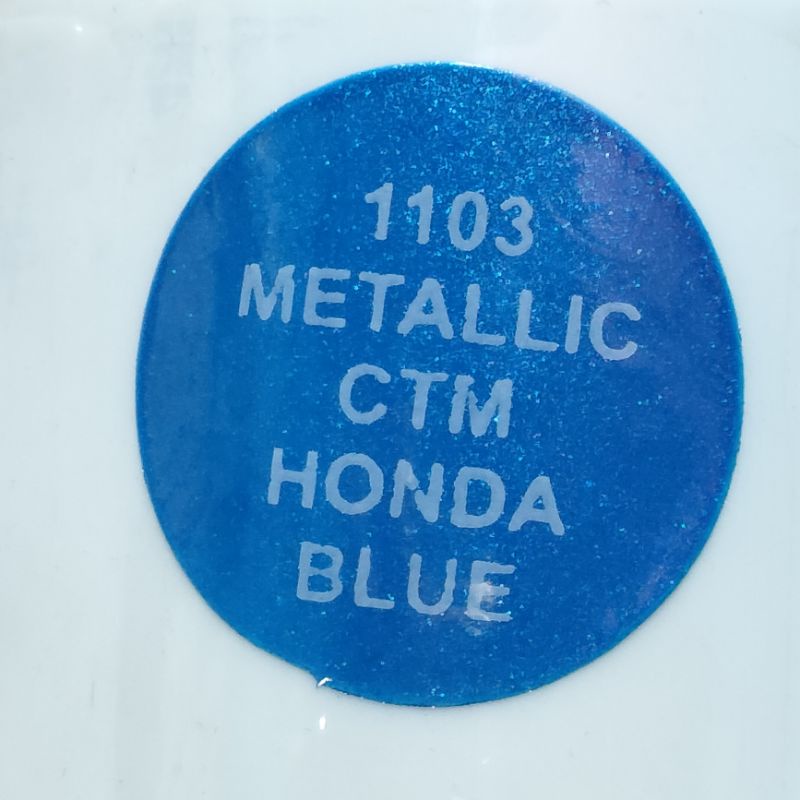 1103
METALLIC
CTM
HONDA
BLUE